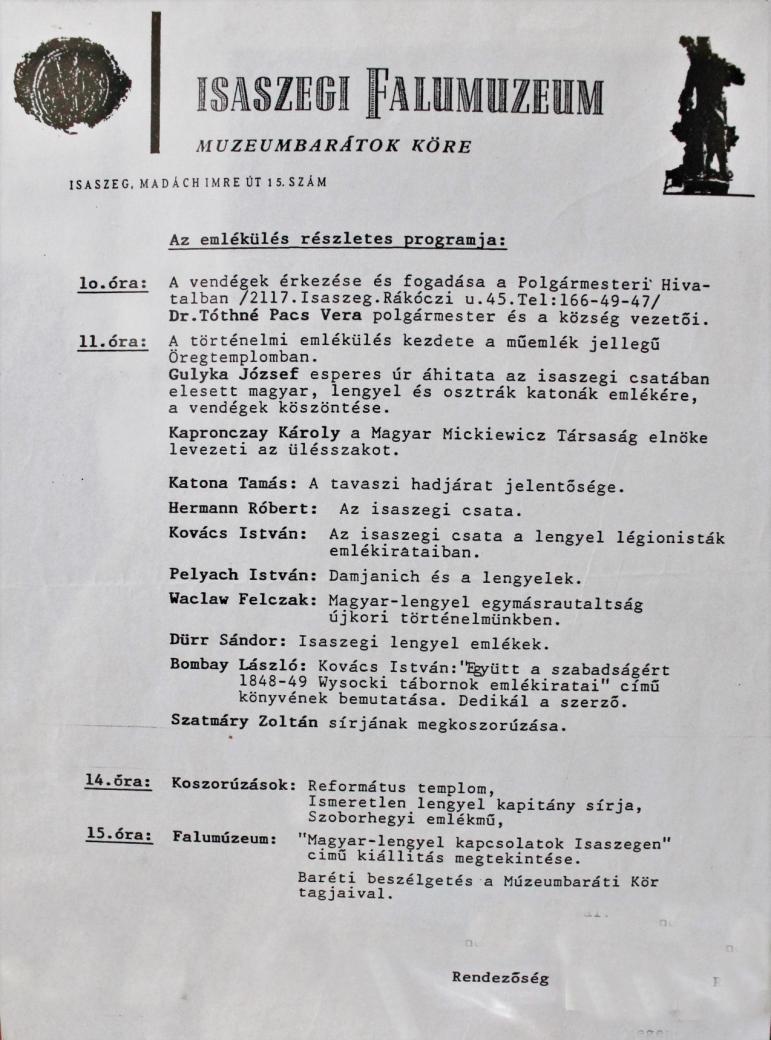 ISASZEGI FALUMUZEUM
MUZEUMBARÁTOK KÖRE
ISASZEG, MADÁCH IMRE ÚT 15. SZÁM
Az emlékülés részletes programja:
1o.óra: A vendégek érkezése és fogadása a Polgármesteri Hiva-
talban /2117.Isaszeg.Rákóczi u.45.Tel:166-49-47/
Dr.Tóthné Pacs Vera polgármester és a község vezetői.
11.óra: A történelmi emlékülés kezdete a műemlék jellegű
Öregtemplomban.
Gulyka József esperes úr áhitata az isaszegi csatában
elesett magyar, lengyel és osztrák katonák emlékére,
a vendégek köszöntése.
Kapronczay Károly a Magyar Mickiewicz Társaság elnöke
levezeti az ülésszakot.
Katona Tamás: A tavaszi hadjárat jelentősége.
Hermann Róbert: Az isaszegi csata.
Kovács István: Az isaszegi csata a lengyel légionisták
emlékirataiban.
Pelyach István: Damjanich és a lengyelek.
Waclaw Felczak: Magyar-lengyel egymásrautaltság
újkori történelmünkben.
Dürr Sándor: Isaszegi lengyel emlékek.
Bombay László: Kovács István:"Együtt a szabadságért
1848-49 Wysocki tábornok emlékiratai" című
könyvének bemutatása. Dedikál a szerző.
Szatmáry Zoltán sírjának megkoszorúzása.
14.óra: Koszorúzások: Református templom,
Ismeretlen lengyel kapitány sírja,
Szoborhegyi emlékmű,
15.óra: Falumúzeum: "Magyar-lengyel kapcsolatok Isaszegen"
cimű kiállitás megtekintése.
Baréti beszélgetés a Múzeumbaráti Kör
tagjaival.
Rendezőség